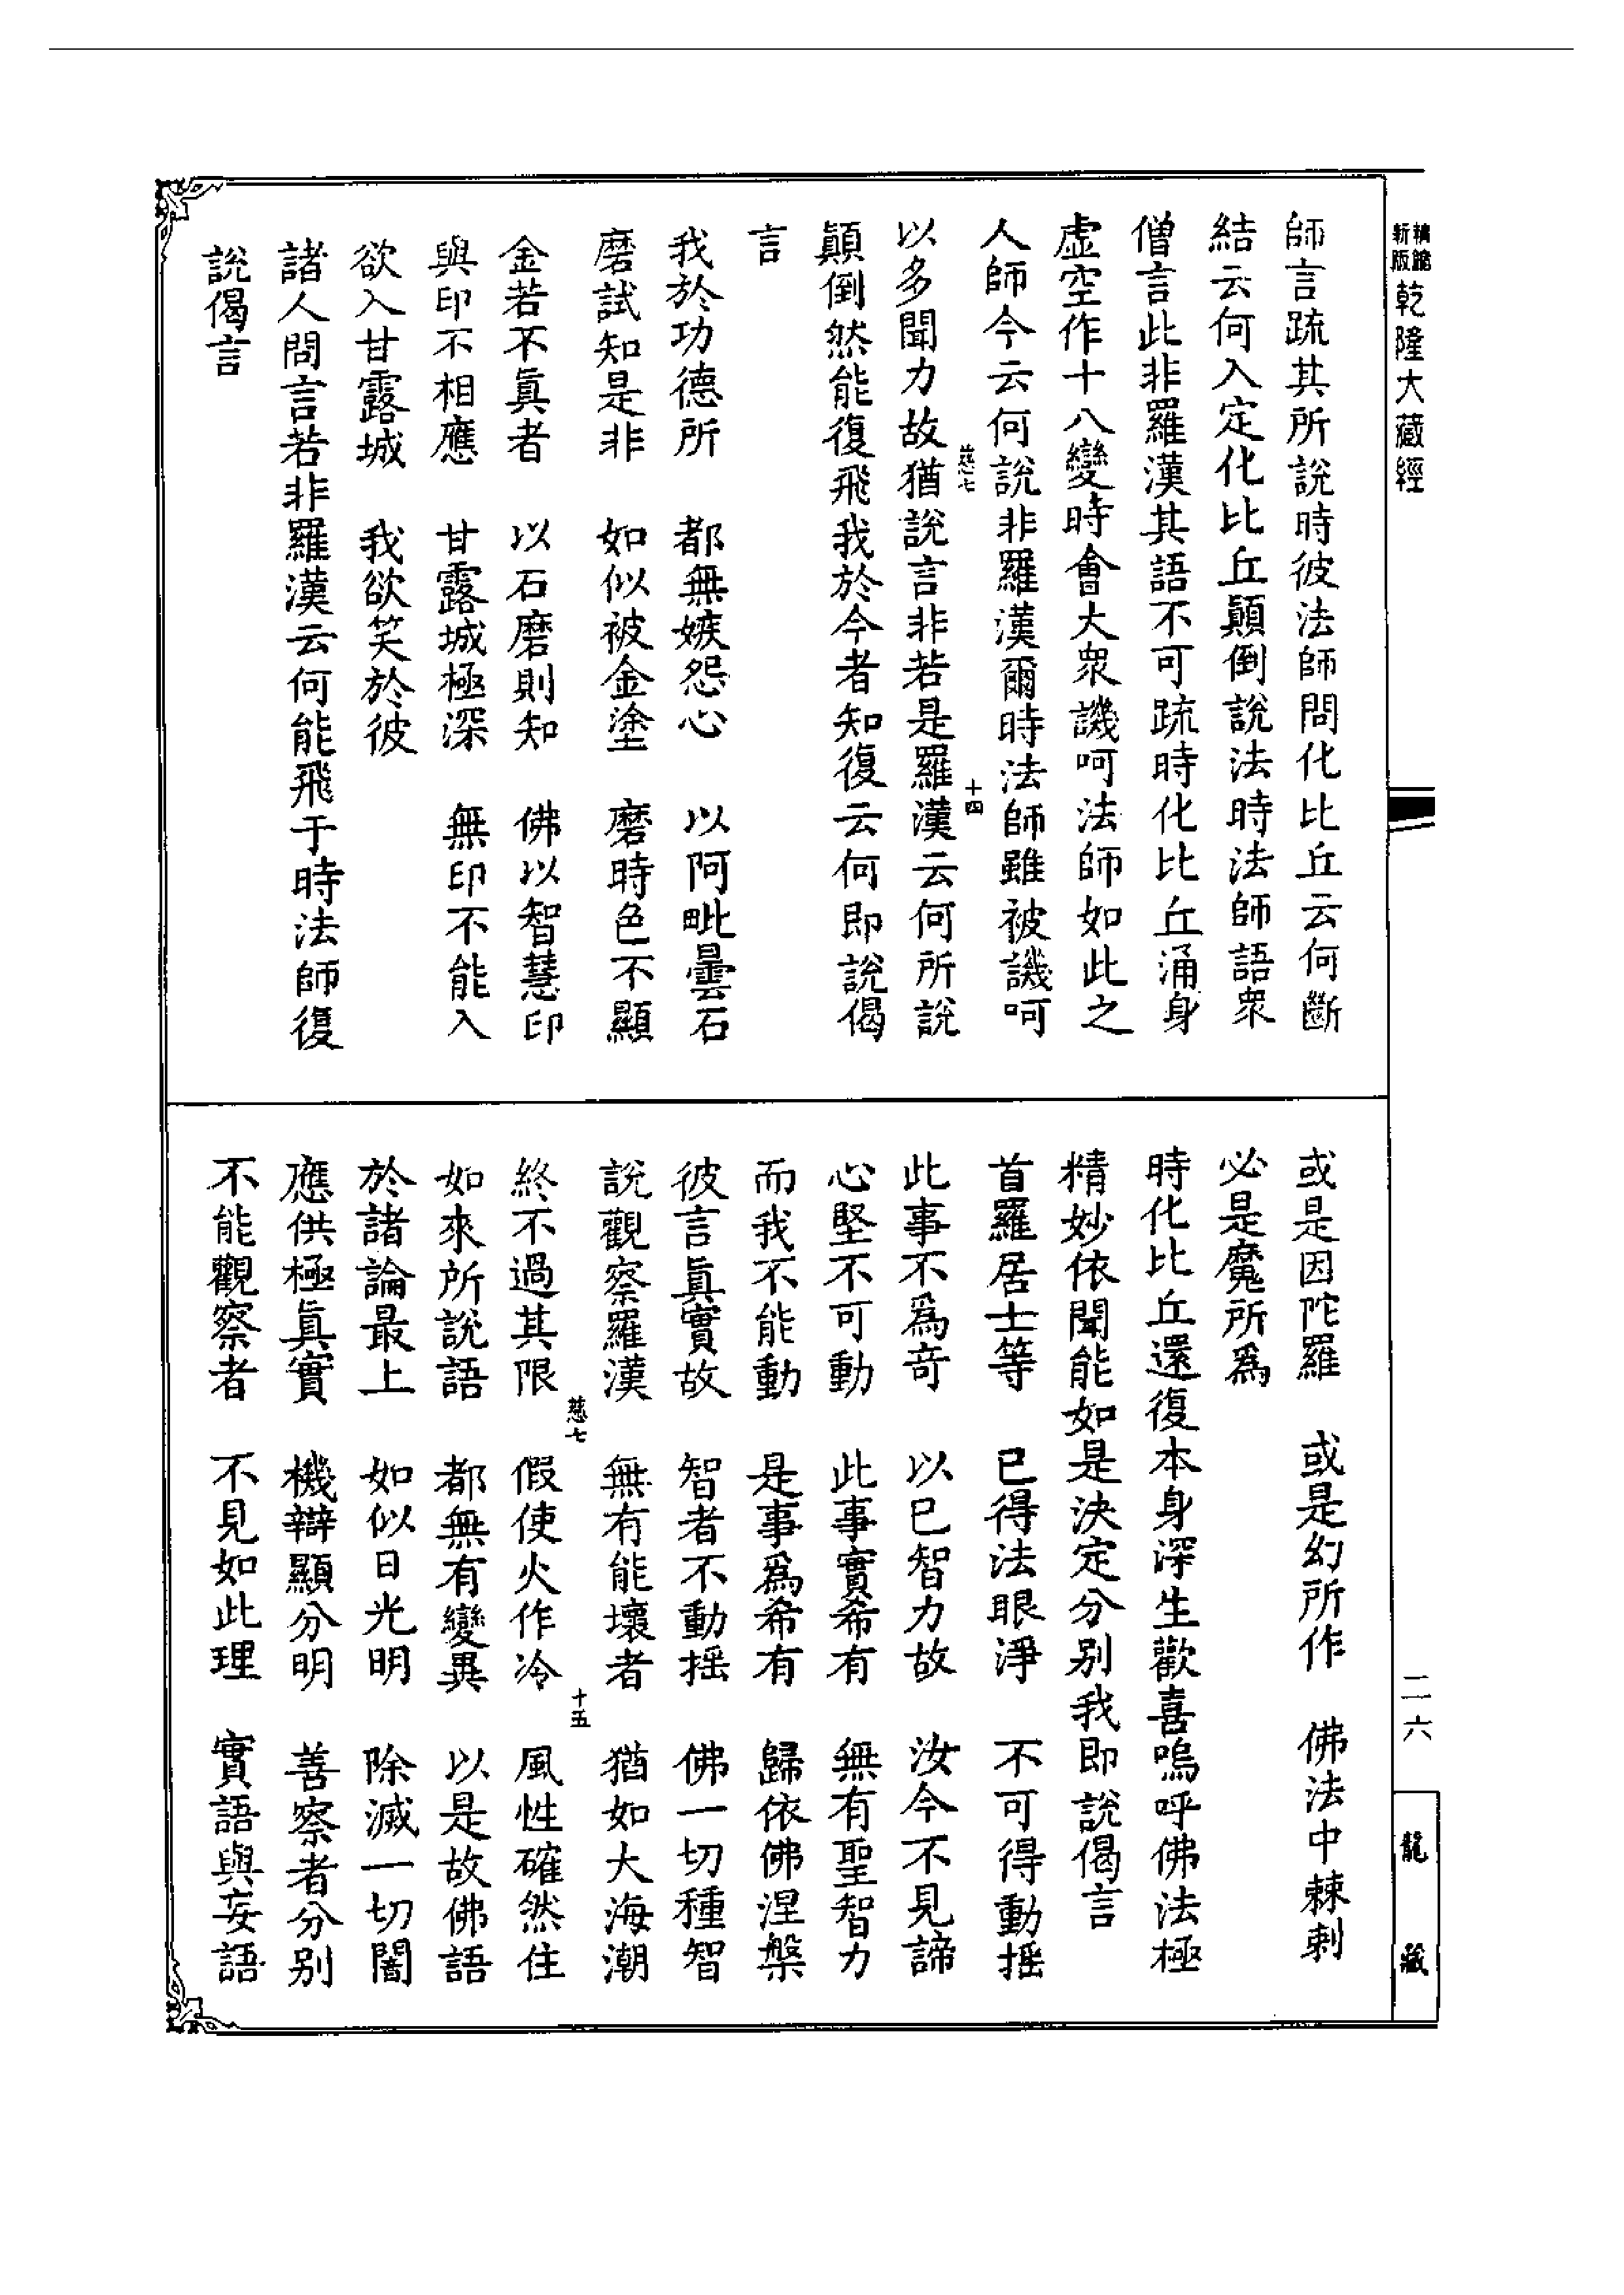 新版
乾隆大藏經
師言䟽其所說時彼法師問化比丘云何斷
結云何入定化比丘顛倒說法時法師語衆
僧言此非羅漢其語不可䟽時化比丘涌身
虛空作十八變時會大衆譏呵法師如此之
人師今云何說非羅漢爾時法師雖被譏呵
十四
以多聞力故猶說言非若是羅漢云何所說
顛倒然能復飛我於今者知復云何即說偈
言
我於功德所　都無嫉怨心　以阿毗曇石
磨試知是非　如似被金塗　磨時色不顯
金若不眞者　以石磨則知　佛以智慧印
與印不相應　甘露城極深　無印不能入
欲入甘露城　我欲笑於彼
諸人問言若非羅漢云何能飛于時法師復
說偈言
或是因陀羅　或是幻所作　佛法中棘刺
必是魔所爲
時化比丘還復本身深生歡喜嗚呼佛法極
精妙依聞能如是決定分別我即說偈言
首羅居士等　已得法眼淨　不可得動搖
此事不爲奇　以已智力故　汝今不見諦
心堅不可動　此事實希有　無有聖智力
而我不能動　是事爲希有　歸依佛涅槃
彼言眞實故　智者不動搖　佛一切種智
說觀察羅漢　無有能壞者　猶如大海潮
十五
終不過其限　假使火作冷　風性確然住
如來所說語　都無有變異　以是故佛語
於諸論最上　如似日光明　除滅一切闇
應供極眞實　機辯顯分明　善察者分別
不能觀察者　不見如此理　實語與妄語
二六
龍藏